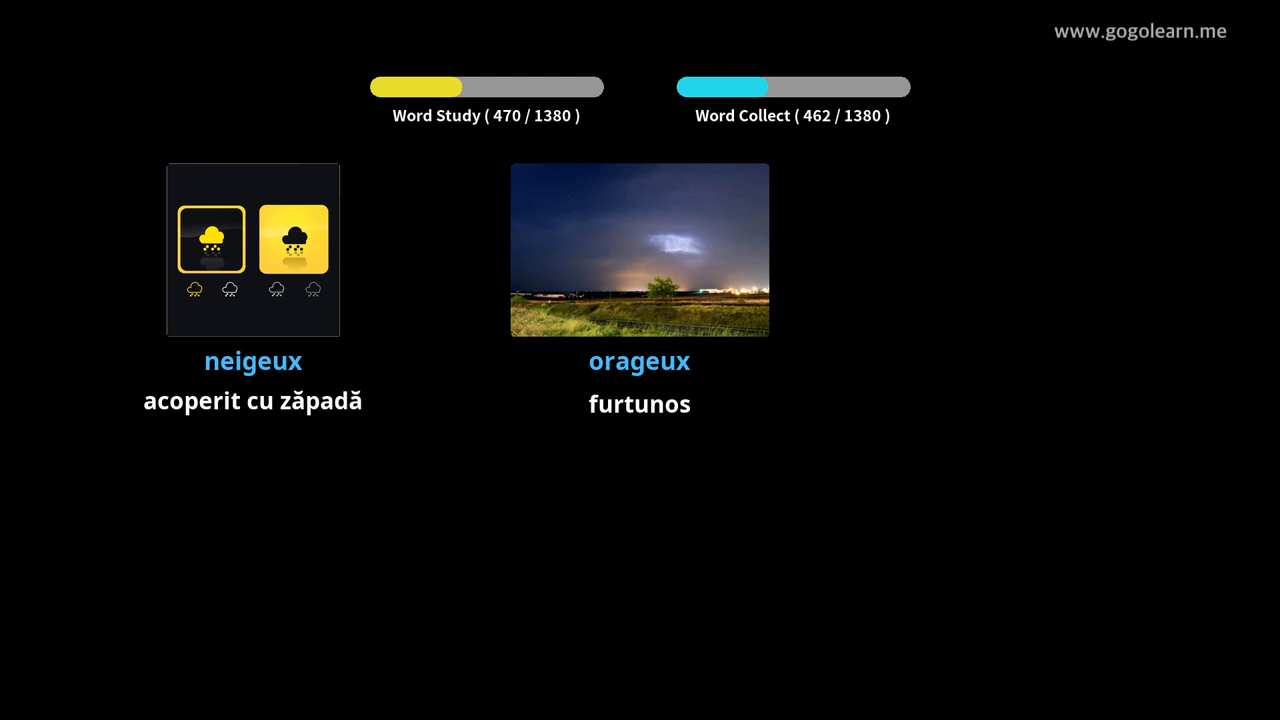 www.gogolearn.me
Word Study ( 470 / 1380 )
Word Collect ( 462 / 1380 )
neigeux
acoperit cu zăpadă
orageux
furtunos